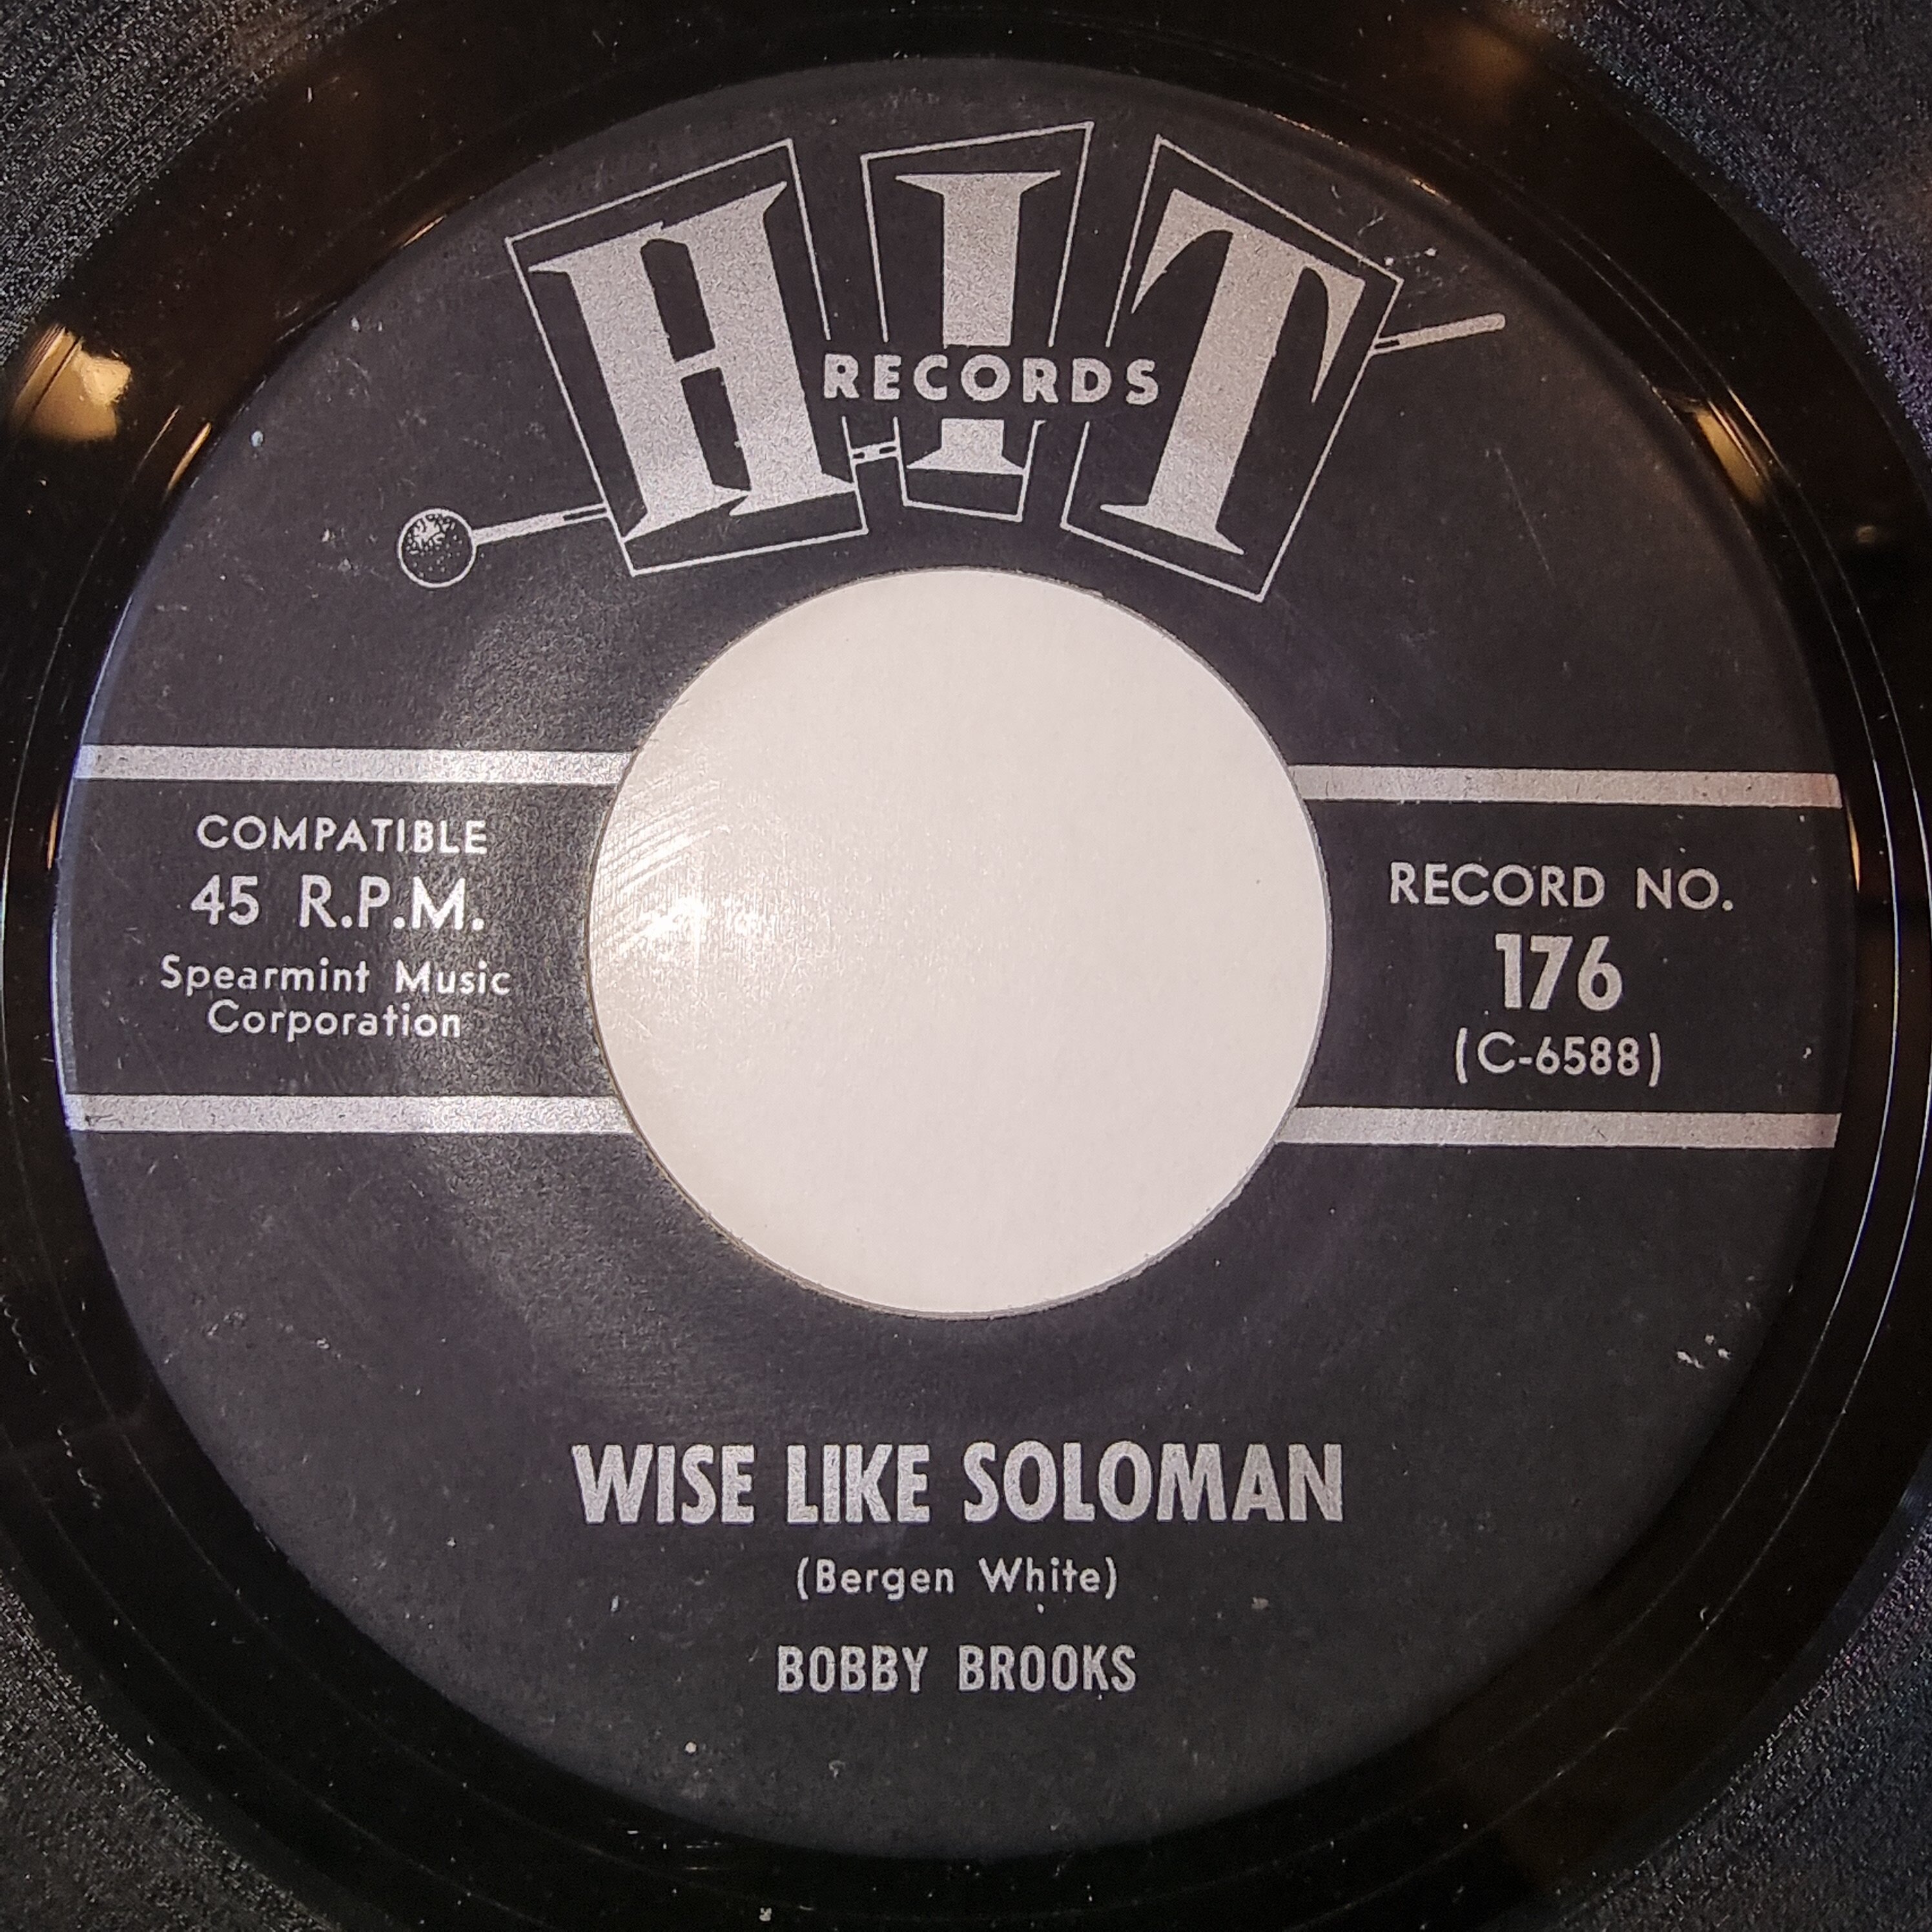 HIT
RECORDS
COMPATIBLE
45 R.P.M.
Spearmint Music
Corporation
RECORD NO.
176
(C-6588)
WISE LIKE SOLOMAN
(Bergen White)
BOBBY BROOKS